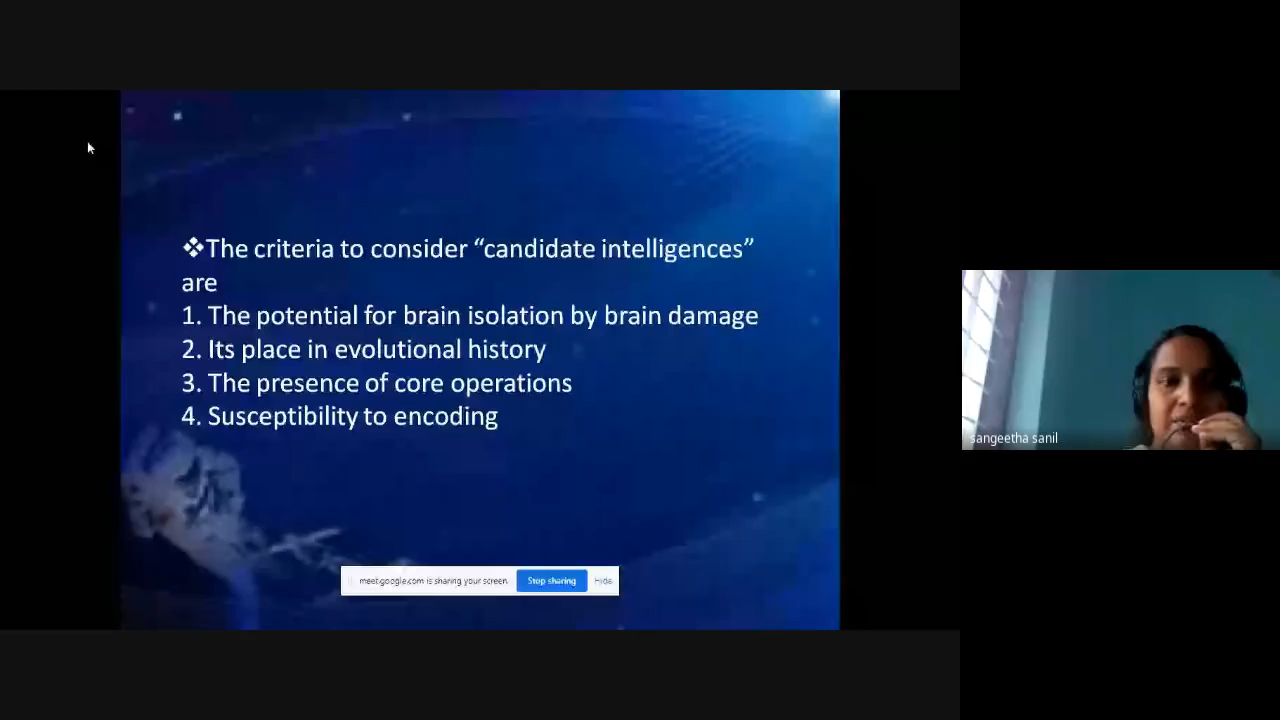 ❖The criteria to consider “candidate intelligences”
are
1. The potential for brain isolation by brain damage
2. Its place in evolutional history
3. The presence of core operations
4. Susceptibility to encoding
meet.google.com is sharing your screen. Stop sharing Hide
sangeetha sanil